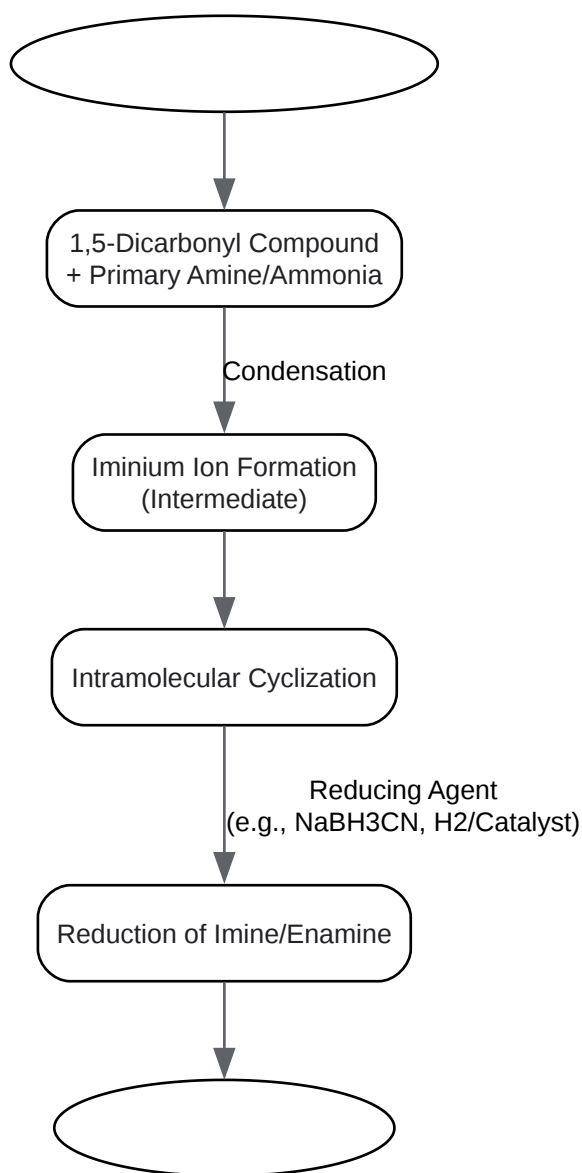 1,5-Dicarbonyl Compound
+ Primary Amine/Ammonia
Condensation
Iminium Ion Formation
(Intermediate)
Intramolecular Cyclization
Reducing Agent
(e.g., NaBH3CN, H2/Catalyst)
Reduction of Imine/Enamine